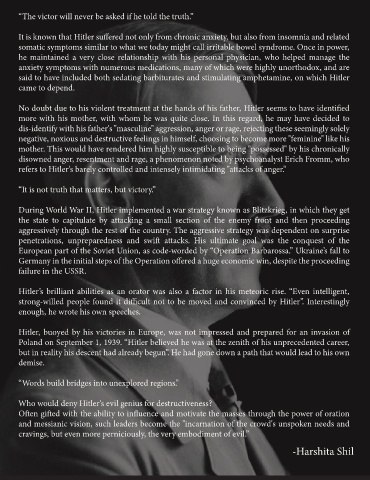 "The victor will never be asked if he told the truth."
It is known that Hitler suffered not only from chronic anxiety, but also from insomnia and related
somatic symptoms similar to what we today might call irritable bowel syndrome. Once in power,
he maintained a very close relationship with his personal physician, who helped manage the
anxiety symptoms with numerous medications, many of which were highly unorthodox, and are
said to have included both sedating barbiturates and stimulating amphetamine, on which Hitler
came to depend.
No doubt due to his violent treatment at the hands of his father, Hitler seems to have identified
more with his mother, with whom he was quite close. In this regard, he may have decided to
dis-identify with his father's "masculine" aggression, anger or rage, rejecting these seemingly solely
negative, noxious and destructive feelings in himself, choosing to become more "feminine" like his
mother. This would have rendered him highly susceptible to being "possessed" by his chronically
disowned anger, resentment and rage, a phenomenon noted by psychoanalyst Erich Fromm, who
refers to Hitler's barely controlled and intensely intimidating "attacks of anger."
"It is not truth that matters, but victory."
During World War II, Hitler implemented a war strategy known as Blitzkrieg, in which they get
the state to capitulate by attacking a small section of the enemy front and then proceeding
aggressively through the rest of the country. The aggressive strategy was dependent on surprise
penetrations, unpreparedness and swift attacks. His ultimate goal was the conquest of the
European part of the Soviet Union, as code-worded by "Operation Barbarossa." Ukraine's fall to
Germany in the initial steps of the Operation offered a huge economic win, despite the proceeding
failure in the USSR.
Hitler's brilliant abilities as an orator was also a factor in his meteoric rise. "Even intelligent,
strong-willed people found it difficult not to be moved and convinced by Hitler". Interestingly
enough, he wrote his own speeches.
Hitler, buoyed by his victories in Europe, was not impressed and prepared for an invasion of
Poland on September 1, 1939. "Hitler believed he was at the zenith of his unprecedented career,
but in reality his descent had already begun". He had gone down a path that would lead to his own
demise.
"Words build bridges into unexplored regions."
Who would deny Hitler's evil genius for destructiveness?
Often gifted with the ability to influence and motivate the masses through the power of oration
and messianic vision, such leaders become the "incarnation of the crowd's unspoken needs and
cravings, but even more perniciously, the very embodiment of evil."
-Harshita Shil